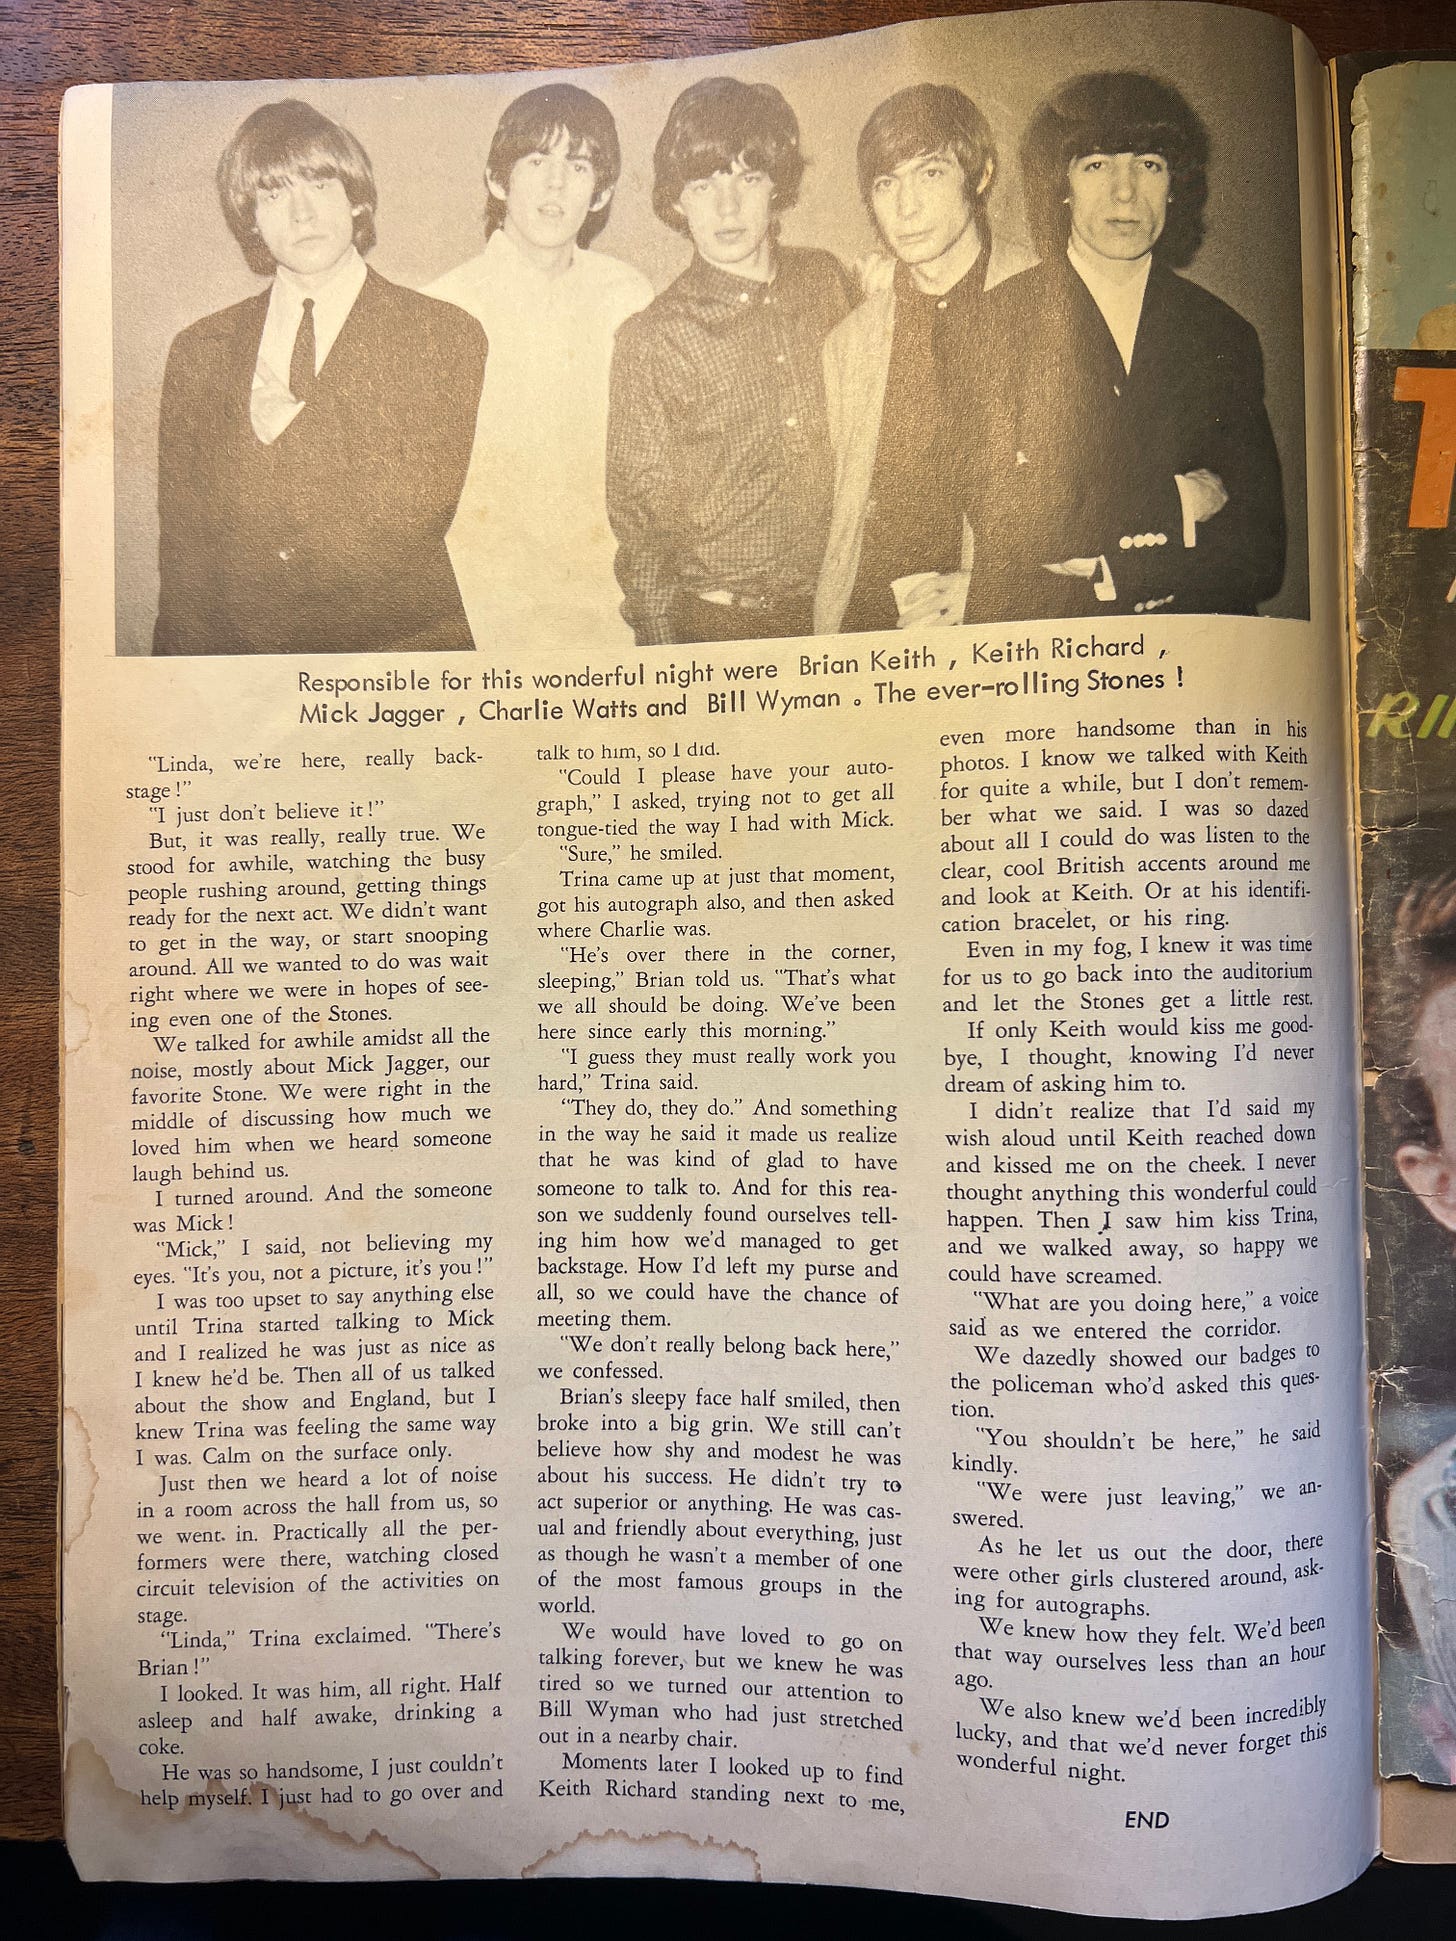 Responsible for this wonderful night were Brian Keith , Keith Richard ,
Mick Jagger , Charlie Watts and Bill Wyman . The ever-rolling Stones !
"Linda, we're here, really back-
stage!"
"I just don't believe it!"
But, it was really, really true. We
stood for awhile, watching the busy
people rushing around, getting things
ready for the next act. We didn't want
to get in the way, or start snooping
around. All we wanted to do was wait
right where we were in hopes of see-
ing even one of the Stones.
We talked for awhile amidst all the
noise, mostly about Mick Jagger, our
favorite Stone. We were right in the
middle of discussing how much we
loved him when we heard someone
laugh behind us.
I turned around. And the someone
was Mick!
"Mick," I said, not believing my
eyes. "It's you, not a picture, it's you!"
I was too upset to say anything else
until Trina started talking to Mick
and I realized he was just as nice as
I knew he'd be. Then all of us talked
about the show and England, but I
knew Trina was feeling the same way
I was. Calm on the surface only.
Just then we heard a lot of noise
in a room across the hall from us, so
we went. in. Practically all the per-
formers were there, watching closed
circuit television of the activities on
stage.
"Linda," Trina exclaimed. "There's
Brian!"
I looked. It was him, all right. Half
asleep and half awake, drinking a
coke.
He was so handsome, I just couldn't
help myself. I just had to go over and
talk to him, so I did.
"Could I please have your auto-
graph," I asked, trying not to get all
tongue-tied the way I had with Mick.
"Sure," he smiled.
Trina came up at just that moment,
got his autograph also, and then asked
where Charlie was.
"He's over there in the corner,
sleeping," Brian told us. "That's what
we all should be doing. We've been
here since early this morning."
"I guess they must really work you
hard," Trina said.
"They do, they do." And something
in the way he said it made us realize
that he was kind of glad to have
someone to talk to. And for this rea-
son we suddenly found ourselves tell-
ing him how we'd managed to get
backstage. How I'd left my purse and
all, so we could have the chance of
meeting them.
"We don't really belong back here,"
we confessed.
Brian's sleepy face half smiled, then
broke into a big grin. We still can't
believe how shy and modest he was
about his success. He didn't try to
act superior or anything. He was cas-
ual and friendly about everything, just
as though he wasn't a member of one
of the most famous groups in the
world.
We would have loved to go on
talking forever, but we knew he was
tired so we turned our attention to
Bill Wyman who had just stretched
out in a nearby chair.
Moments later I looked up to find
Keith Richard standing next to me,
even more handsome than in his
photos. I know we talked with Keith
for quite a while, but I don't remem-
ber what we said. I was so dazed
about all I could do was listen to the
clear, cool British accents around me
and look at Keith. Or at his identifi-
cation bracelet, or his ring.
Even in my fog, I knew it was time
for us to go back into the auditorium
and let the Stones get a little rest.
If only Keith would kiss me good-
bye, I thought, knowing I'd never
dream of asking him to.
I didn't realize that I'd said my
wish aloud until Keith reached down
and kissed me on the cheek. I never
thought anything this wonderful could
happen. Then I saw him kiss Trina,
and we walked away, so happy we
could have screamed.
"What are you doing here," a voice
said as we entered the corridor.
We dazedly showed our badges to
the policeman who'd asked this ques-
tion.
"You shouldn't be here," he said
kindly.
"We were just leaving," we an-
swered.
As he let us out the door, there
were other girls clustered around, ask-
ing for autographs.
We knew how they felt. We'd been
that way ourselves less than an hour
ago.
We also knew we'd been incredibly
lucky, and that we'd never forget this
wonderful night.
END